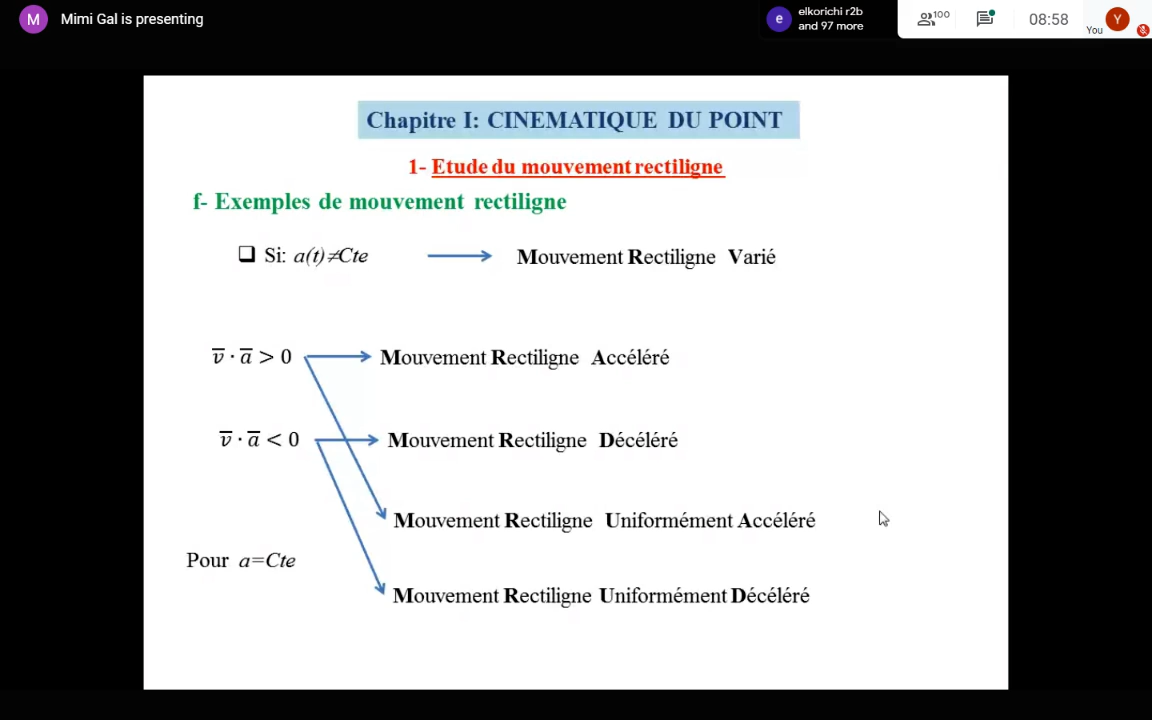 M Mimi Gal is presenting
e elkorichi r2b
and 97 more
100
08:58
You
Y
Chapitre I: CINEMATIQUE DU POINT
1- Etude du mouvement rectiligne
f- Exemples de mouvement rectiligne
❑ Si: a(t)≠Cte Mouvement Rectiligne Varié
v̅ · a̅ > 0 Mouvement Rectiligne Accéléré
v̅ · a̅ < 0 Mouvement Rectiligne Décéléré
Mouvement Rectiligne Uniformément Accéléré
Pour a=Cte
Mouvement Rectiligne Uniformément Décéléré